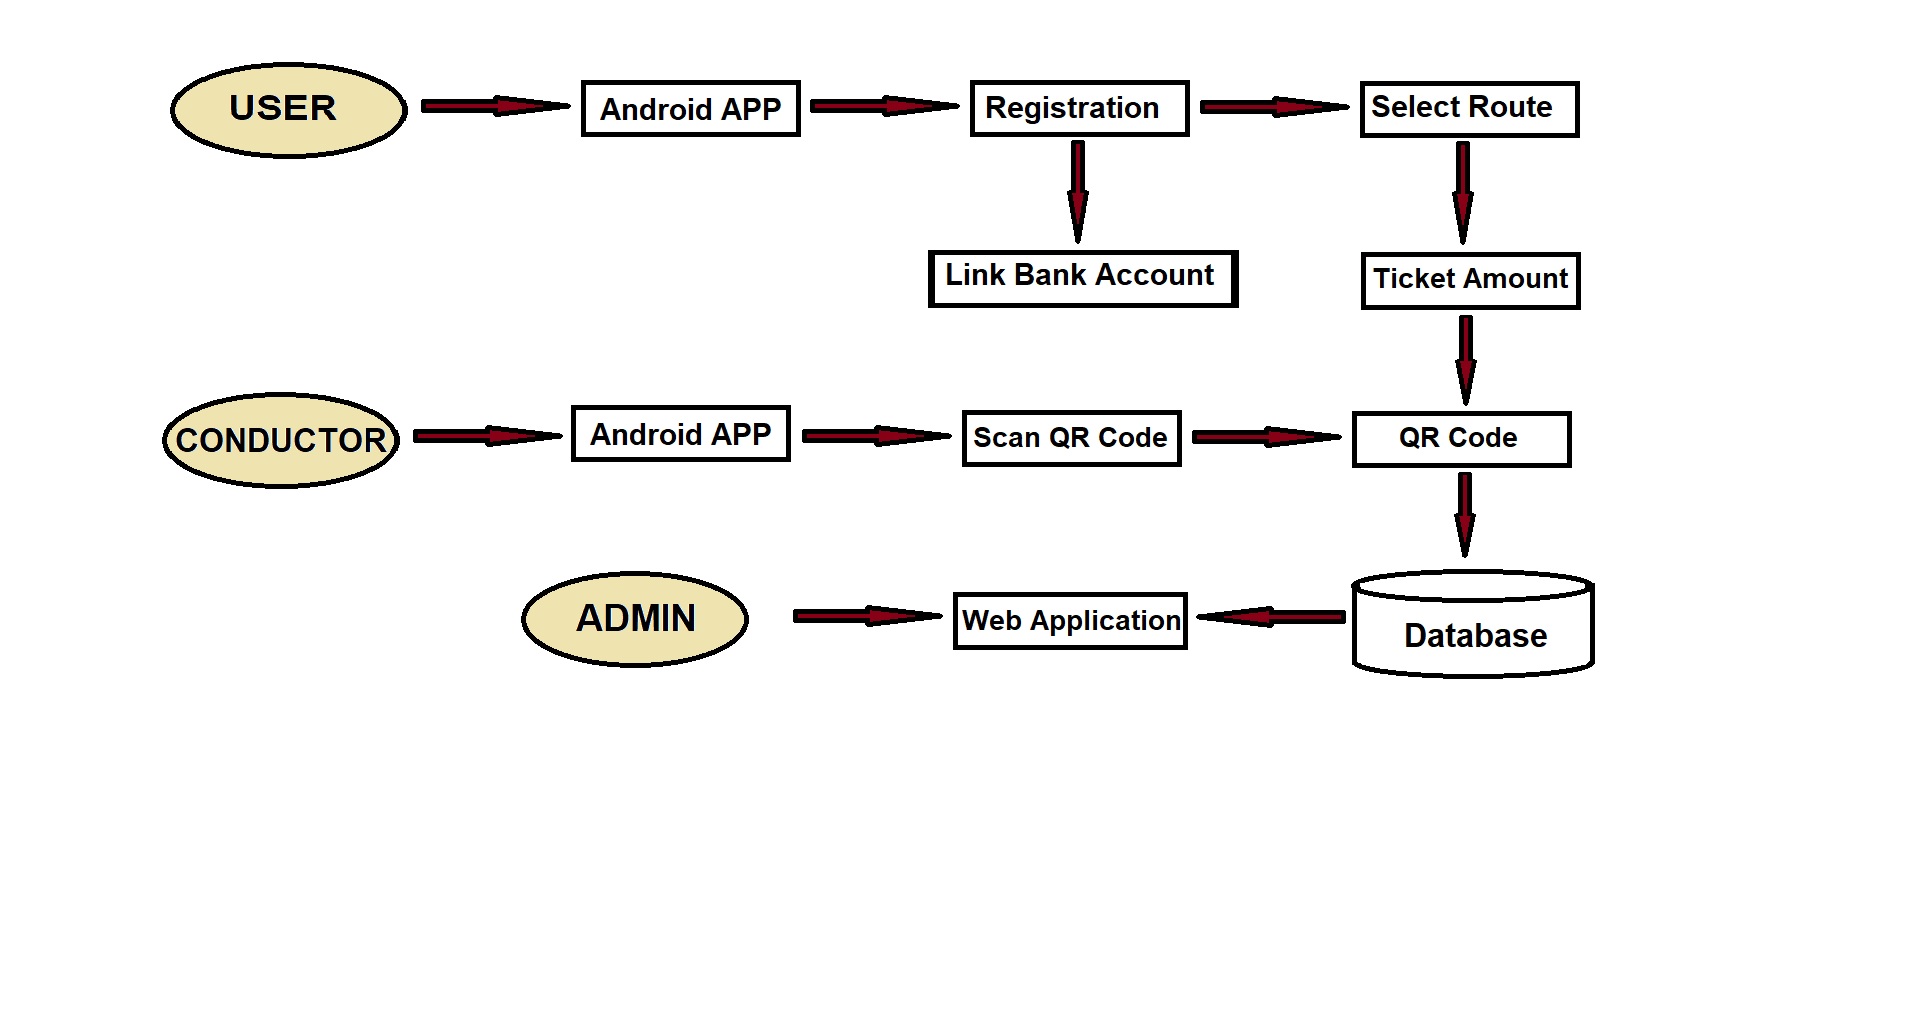 USER
Android APP
Registration
Select Route
Link Bank Account
Ticket Amount
CONDUCTOR
Android APP
Scan QR Code
QR Code
ADMIN
Web Application
Database